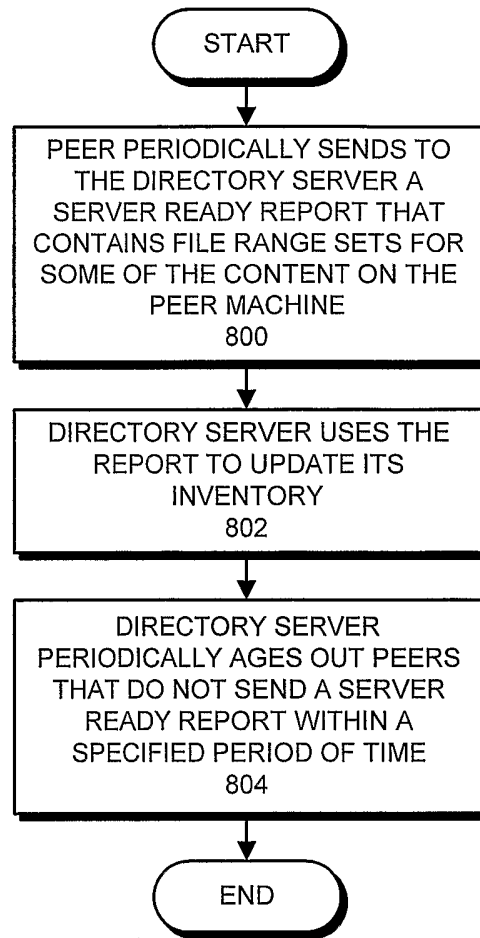 START
PEER PERIODICALLY SENDS TO
THE DIRECTORY SERVER A
SERVER READY REPORT THAT
CONTAINS FILE RANGE SETS FOR
SOME OF THE CONTENT ON THE
PEER MACHINE
800
DIRECTORY SERVER USES THE
REPORT TO UPDATE ITS
INVENTORY
802
DIRECTORY SERVER
PERIODICALLY AGES OUT PEERS
THAT DO NOT SEND A SERVER
READY REPORT WITHIN A
SPECIFIED PERIOD OF TIME
804
END